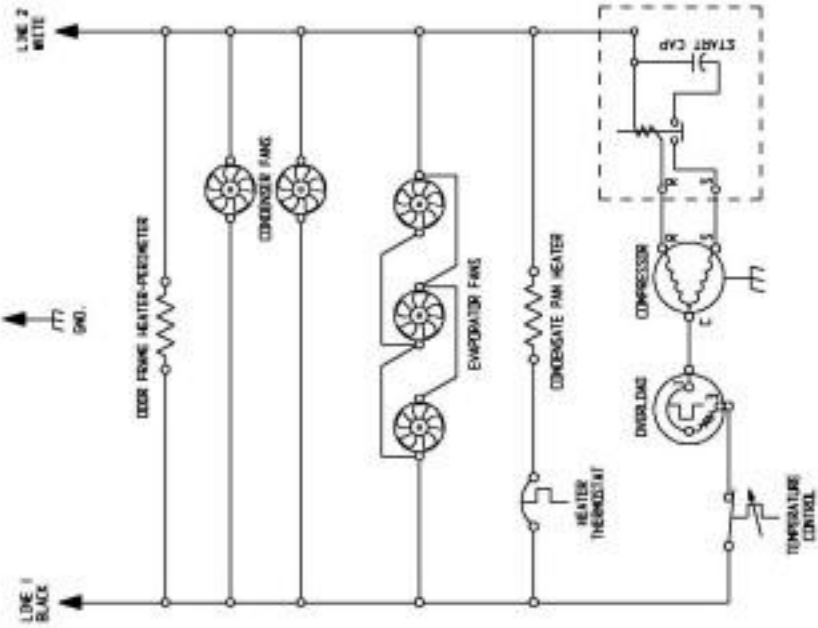 LINE 2
WHITE
GND.
LINE 1
BLACK
DOOR FRAME HEATER-PERIMETER
CONDENSER FANS
EVAPORATOR FANS
CONDENSATE PAN HEATER
HEATER
THERMOSTAT
START CAP
R
S
R
S
COMPRESSOR
C
OVERLOAD
TEMPERATURE
CONTROL